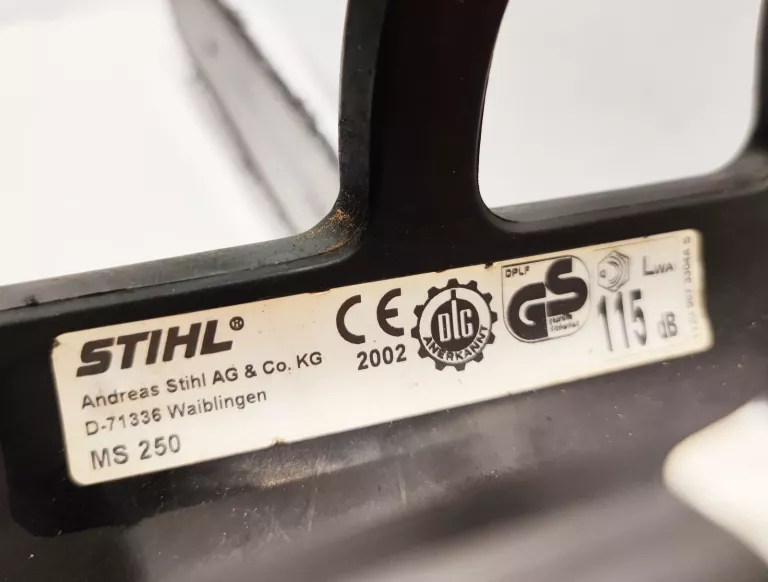 STIHL®
Andreas Stihl AG & Co. KG
D-71336 Waiblingen
MS 250
CE
2002
DLG
ANERKANNT
DPLF
GS
LWA
115 dB